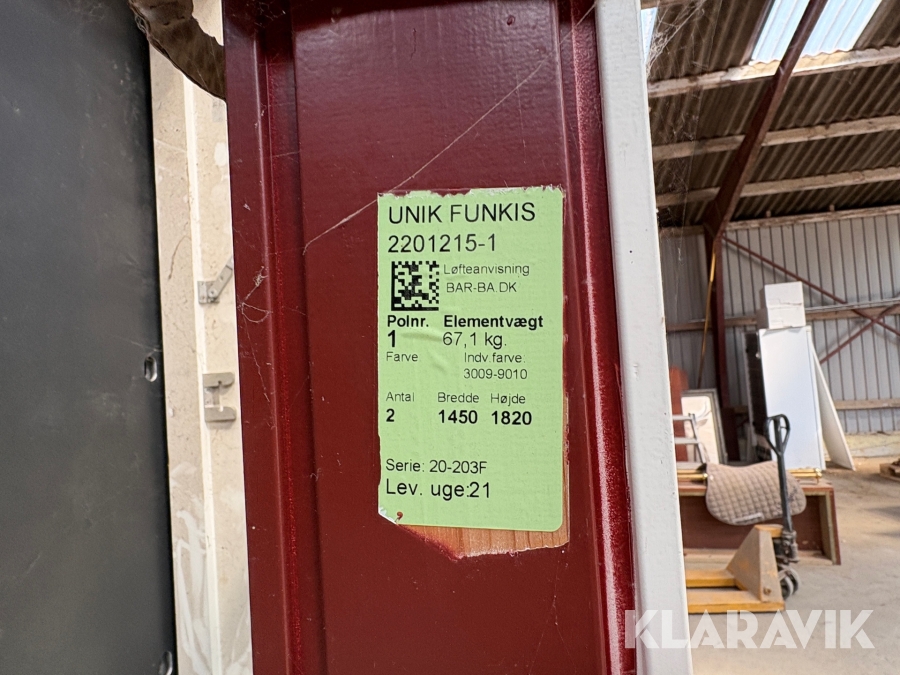 UNIK FUNKIS
2201215-1
Løfteanvisning
BAR-BA.DK
Polnr. Elementvægt
1 67,1 kg.
Farve Indv.farve:
3009-9010
Antal Bredde Højde
2 1450 1820
Serie: 20-203F
Lev. uge:21
KLARAVIK